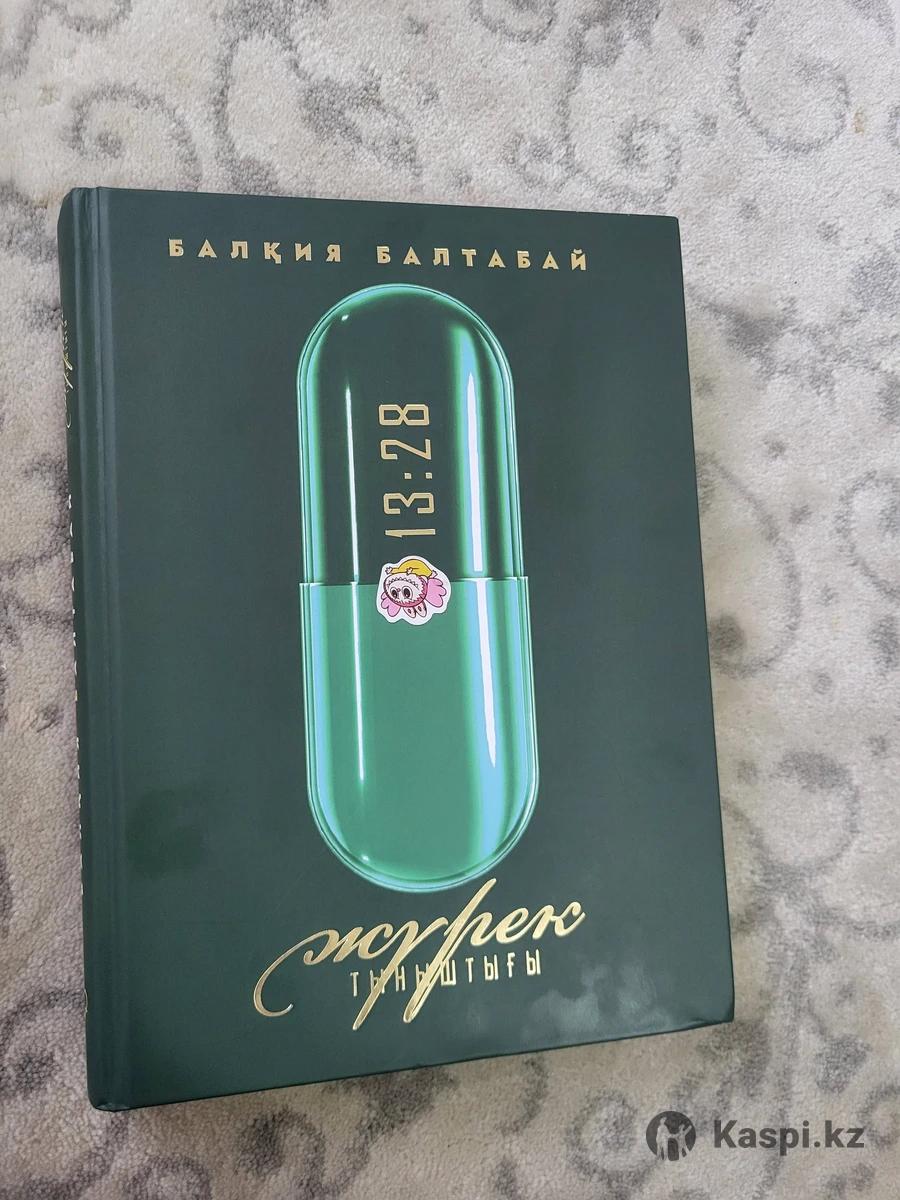 БАЛҚИЯ БАЛТАБАЙ
13:28
жүрек
ТЫНЫШТЫҒЫ
Kaspi.kz